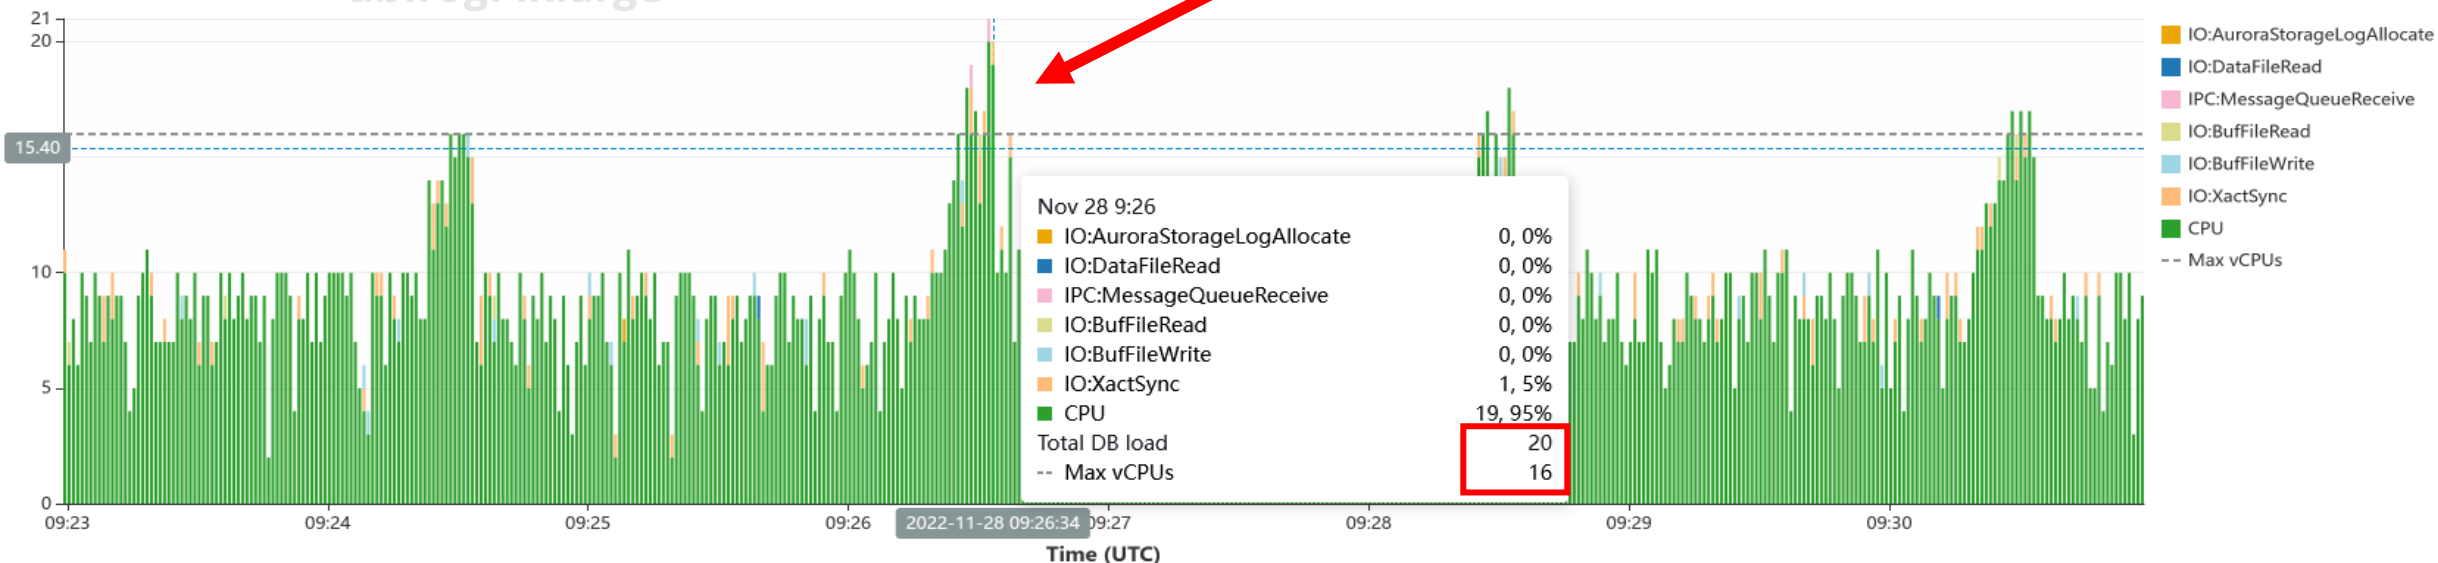 21
20
15.40
10
5
0
09:23
09:24
09:25
09:26
2022-11-28 09:26:34
09:27
09:28
09:29
09:30
Time (UTC)
Nov 28 9:26
IO:AuroraStorageLogAllocate 0, 0%
IO:DataFileRead 0, 0%
IPC:MessageQueueReceive 0, 0%
IO:BufFileRead 0, 0%
IO:BufFileWrite 0, 0%
IO:XactSync 1, 5%
CPU 19, 95%
Total DB load 20
Max vCPUs 16
IO:AuroraStorageLogAllocate
IO:DataFileRead
IPC:MessageQueueReceive
IO:BufFileRead
IO:BufFileWrite
IO:XactSync
CPU
Max vCPUs